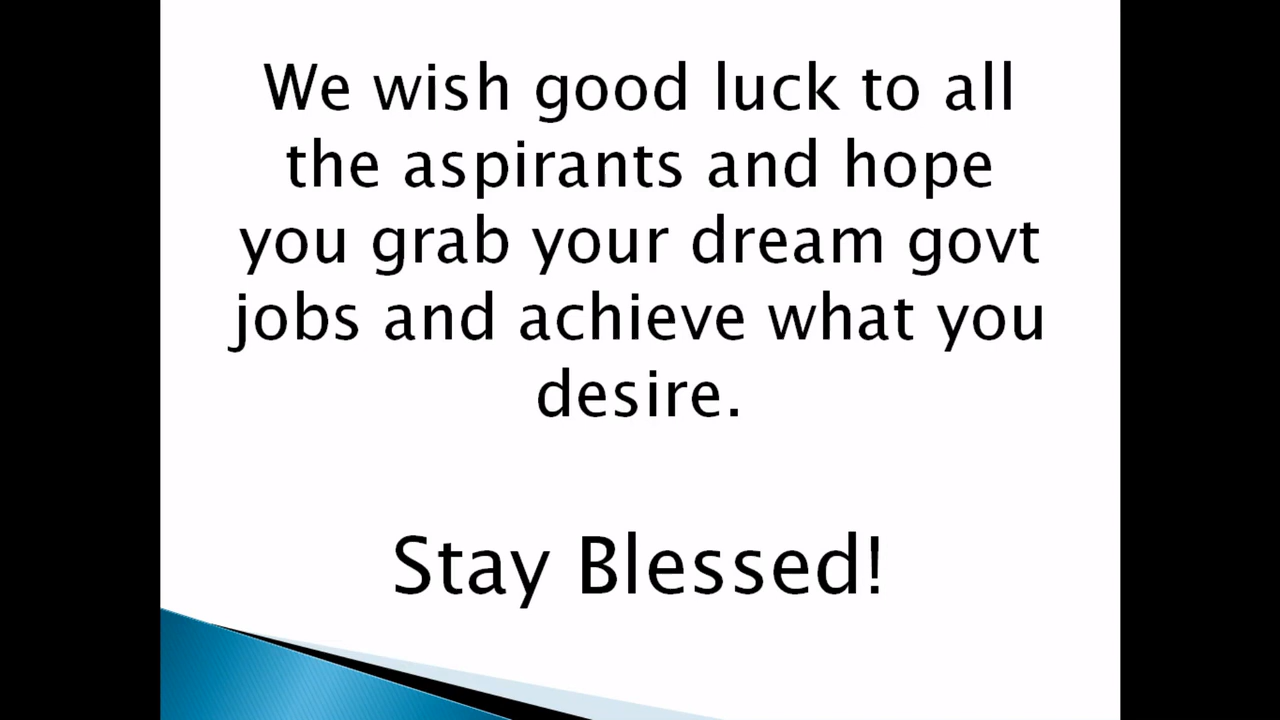 We wish good luck to all
the aspirants and hope
you grab your dream govt
jobs and achieve what you
desire.
Stay Blessed!